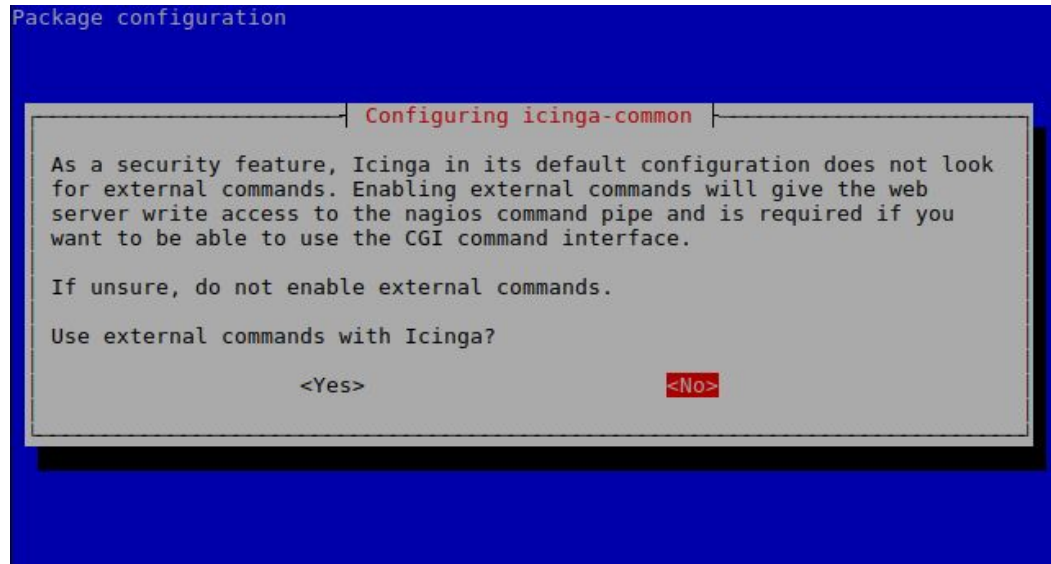 Package configuration
Configuring icinga-common
As a security feature, Icinga in its default configuration does not look
for external commands. Enabling external commands will give the web
server write access to the nagios command pipe and is required if you
want to be able to use the CGI command interface.
If unsure, do not enable external commands.
Use external commands with Icinga?
<Yes> <No>